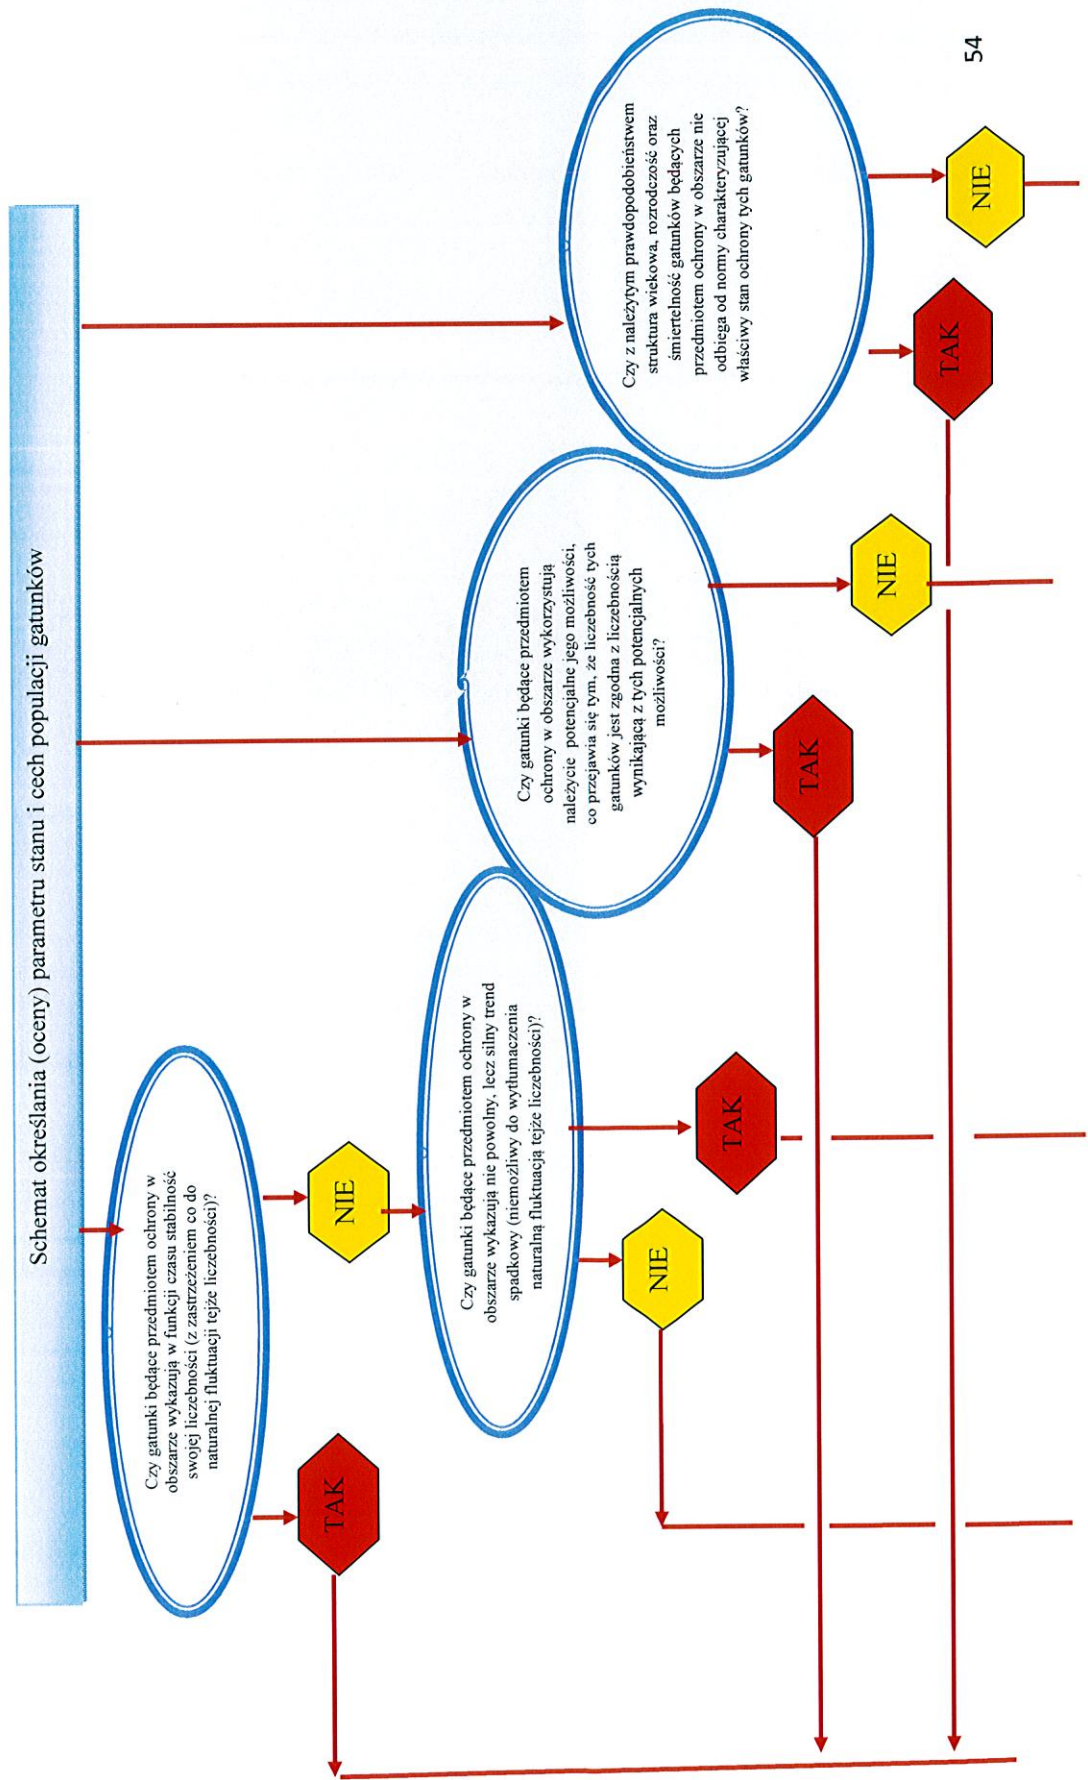 Schemat określania (oceny) parametru stanu i cech populacji gatunków
Czy gatunki będące przedmiotem ochrony w
obszarze wykazują w funkcji czasu stabilność
swojej liczebności (z zastrzeżeniem co do
naturalnej fluktuacji tejże liczebności)?
TAK
NIE
Czy gatunki będące przedmiotem ochrony w
obszarze wykazują nie powolny, lecz silny trend
spadkowy (niemożliwy do wytłumaczenia
naturalną fluktuacją tejże liczebności)?
NIE
TAK
Czy gatunki będące przedmiotem
ochrony w obszarze wykorzystują
należycie potencjalne jego możliwości,
co przejawia się tym, że liczebność tych
gatunków jest zgodna z liczebnością
wynikającą z tych potencjalnych
możliwości?
TAK
NIE
Czy z należytym prawdopodobieństwem
struktura wiekowa, rozrodczość oraz
śmiertelność gatunków będących
przedmiotem ochrony w obszarze nie
odbiega od normy charakteryzującej
właściwy stan ochrony tych gatunków?
TAK
NIE
54